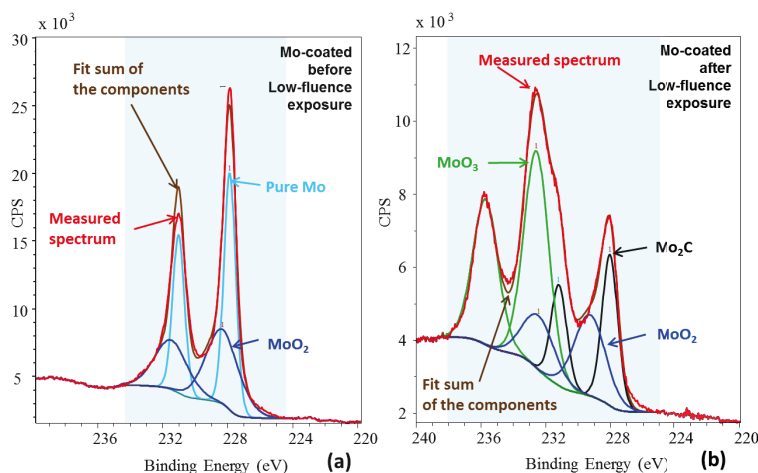 x 10³
30
25
20
15
10
5
CPS
236
232
228
224
220
Binding Energy (eV)
(a)
Mo-coated
before
Low-fluence
exposure
Fit sum of
the components
Pure Mo
Measured
spectrum
MoO₂
x 10³
12
10
8
6
4
2
CPS
240
236
232
228
224
220
Binding Energy (eV)
(b)
No-coated
after
Low-fluence
exposure
Measured spectrum
MoO₃
Mo₂C
MoO₂
Fit sum
of the components